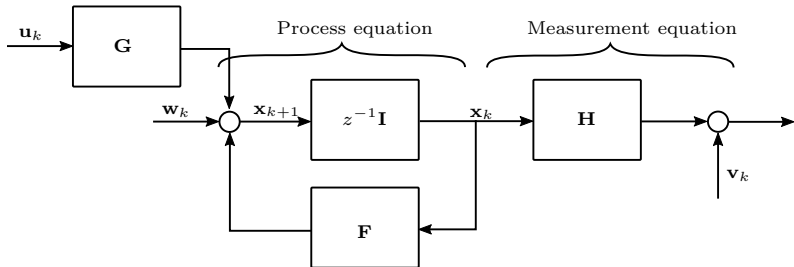 Process equation
Measurement equation
u_k
G
w_k
x_{k+1}
z^{-1}I
x_k
H
v_k
F